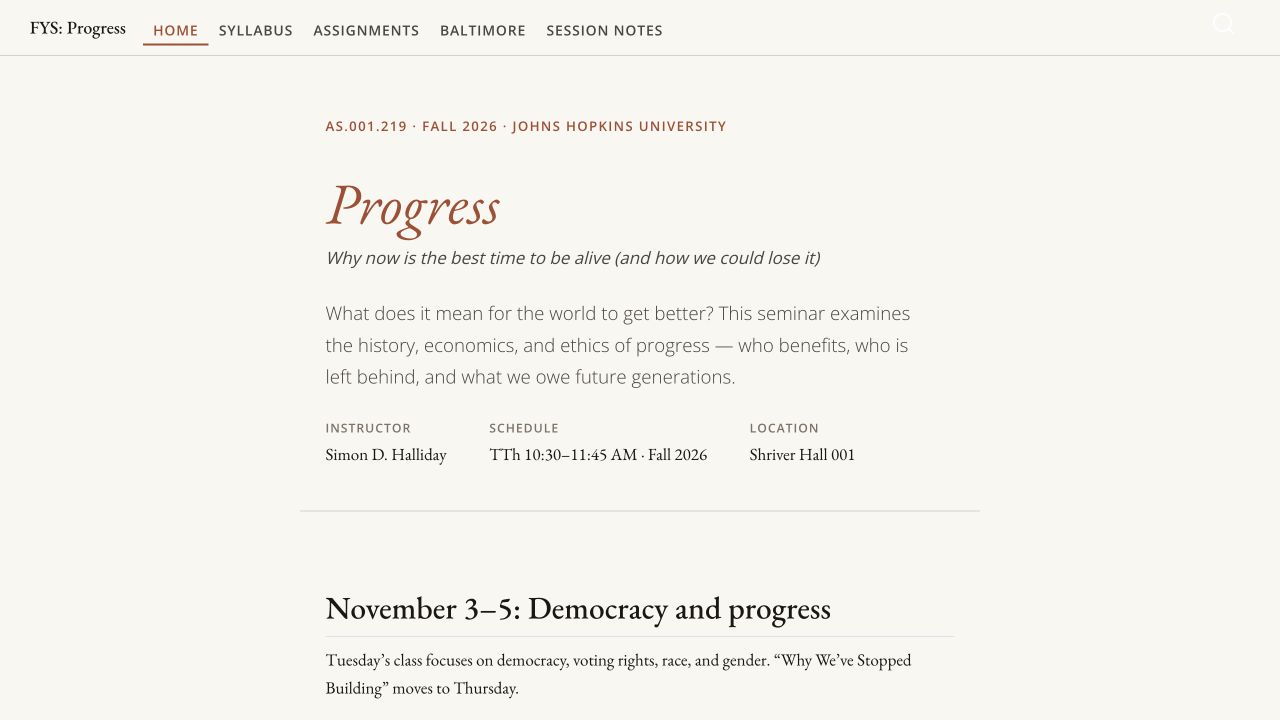 FYS: Progress HOME SYLLABUS ASSIGNMENTS BALTIMORE SESSION NOTES
AS.001.219 · FALL 2026 · JOHNS HOPKINS UNIVERSITY
Progress
Why now is the best time to be alive (and how we could lose it)
What does it mean for the world to get better? This seminar examines
the history, economics, and ethics of progress — who benefits, who is
left behind, and what we owe future generations.
INSTRUCTOR SCHEDULE LOCATION
Simon D. Halliday TTh 10:30–11:45 AM · Fall 2026 Shriver Hall 001
November 3–5: Democracy and progress
Tuesday’s class focuses on democracy, voting rights, race, and gender. “Why We’ve Stopped
Building” moves to Thursday.